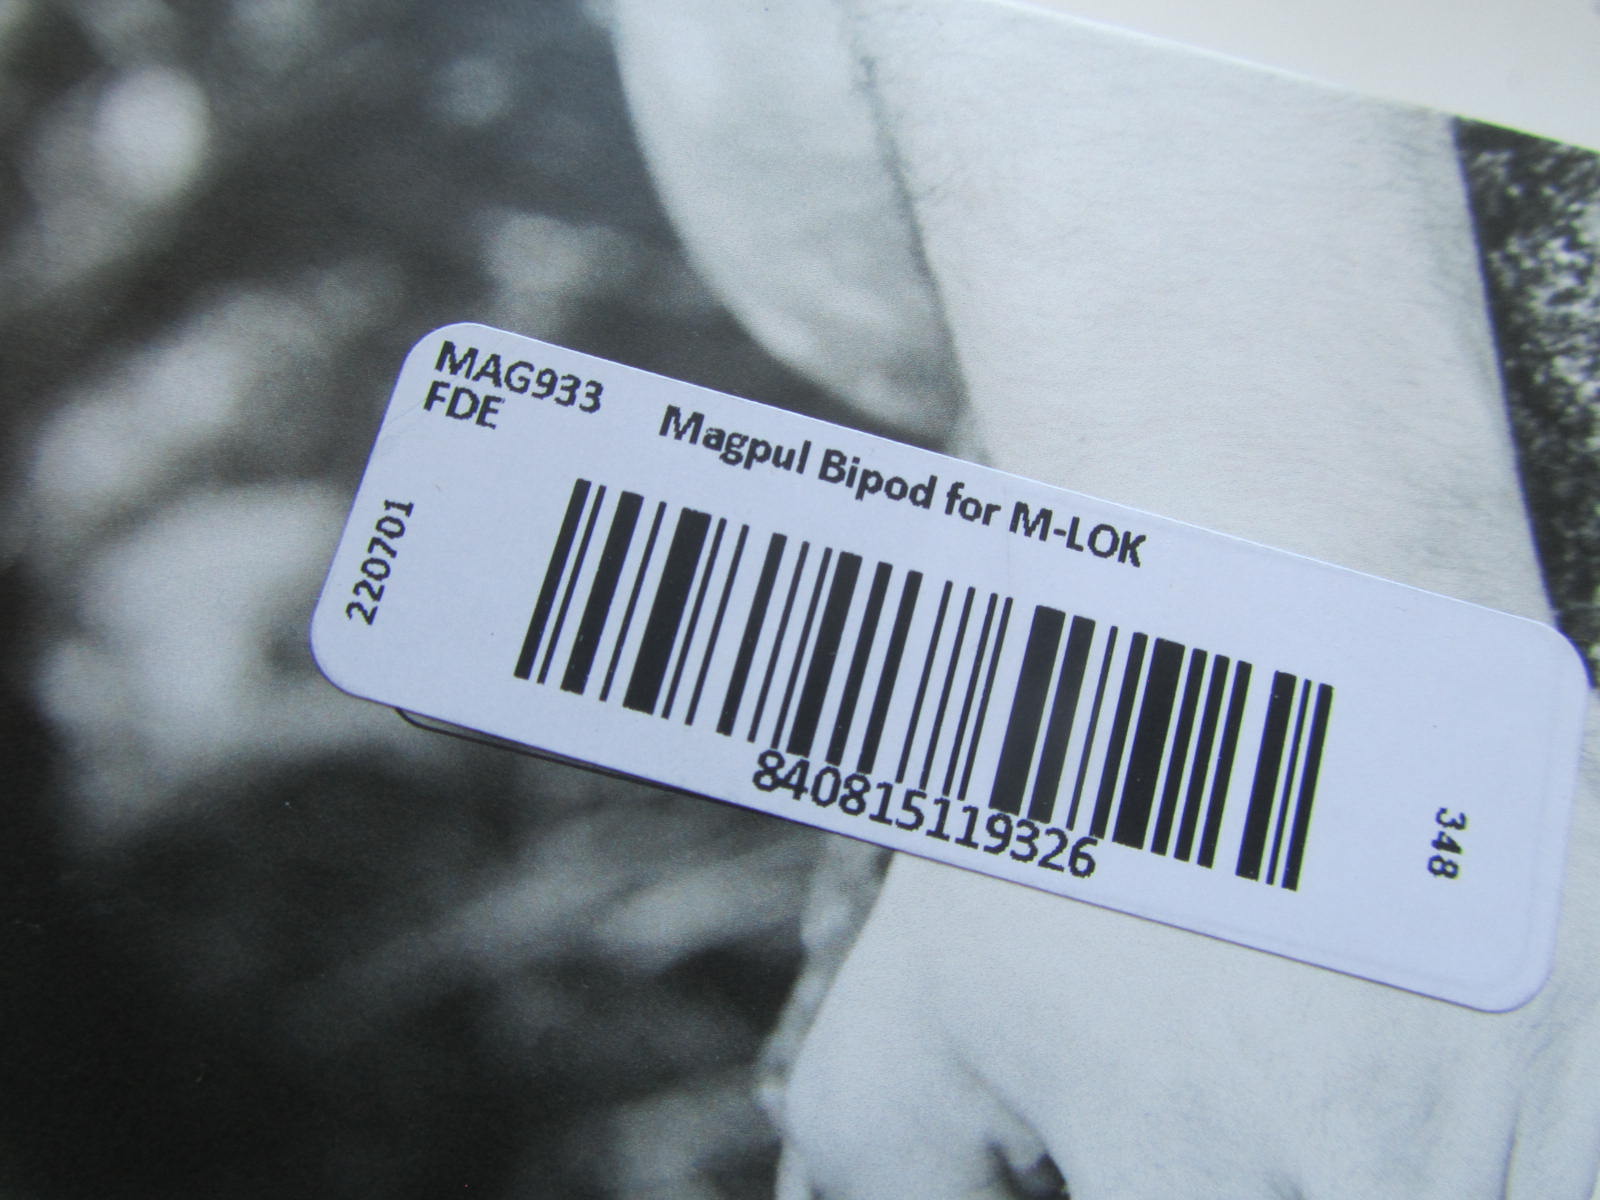 MAG933
FDE
Magpul Bipod for M-LOK
220701
840815119326
348